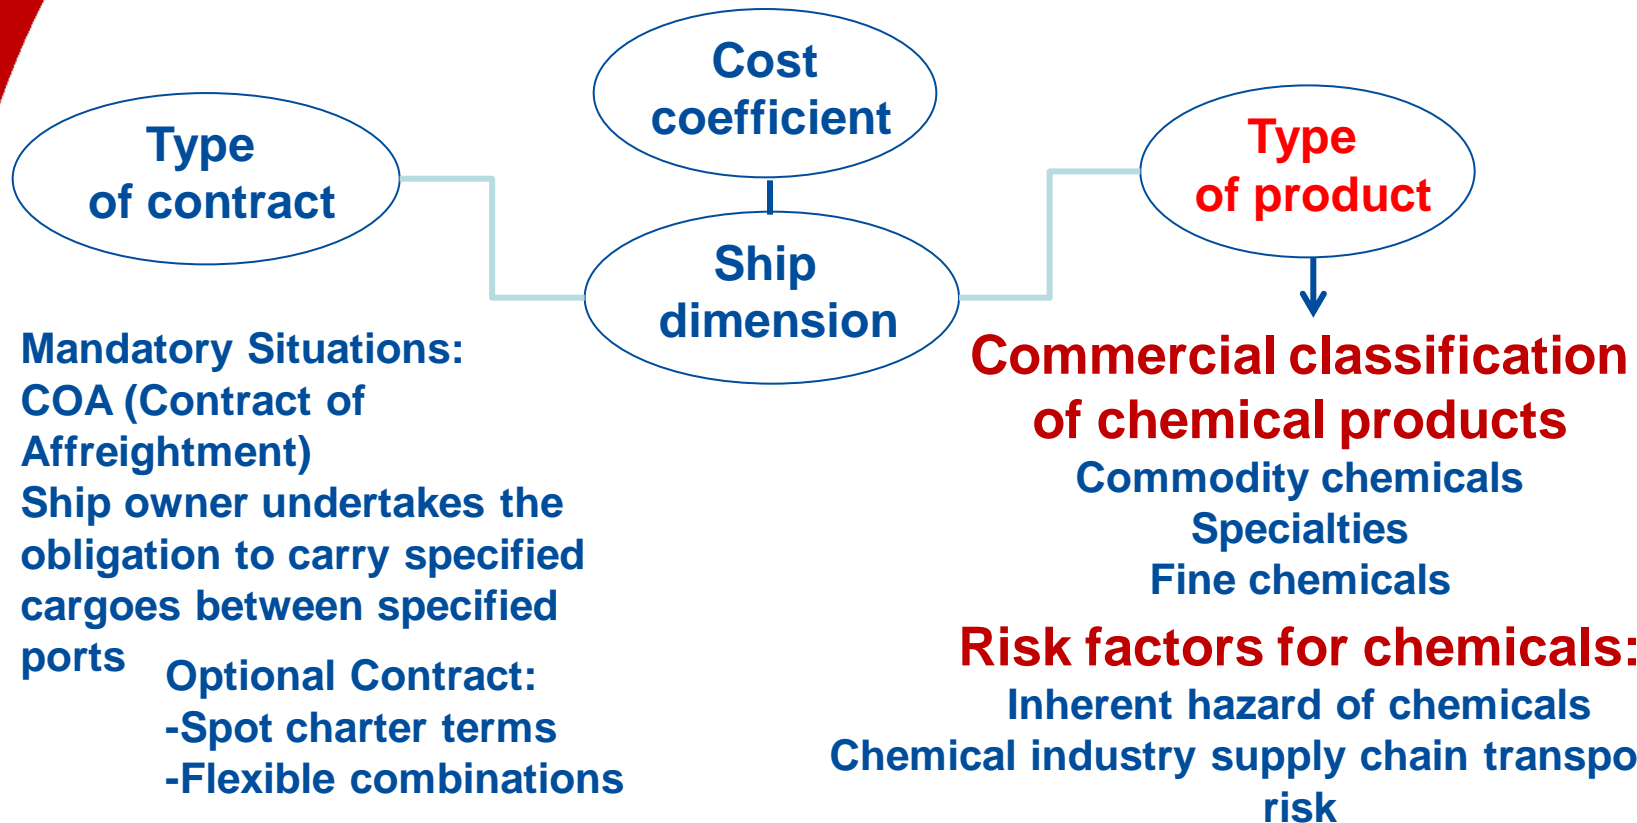 Cost
coefficient
Type
of contract
Type
of product
Ship
dimension
Mandatory Situations:
COA (Contract of
Affreightment)
Ship owner undertakes the
obligation to carry specified
cargoes between specified
ports
Optional Contract:
-Spot charter terms
-Flexible combinations
Commercial classification
of chemical products
Commodity chemicals
Specialties
Fine chemicals
Risk factors for chemicals:
Inherent hazard of chemicals
Chemical industry supply chain
risk